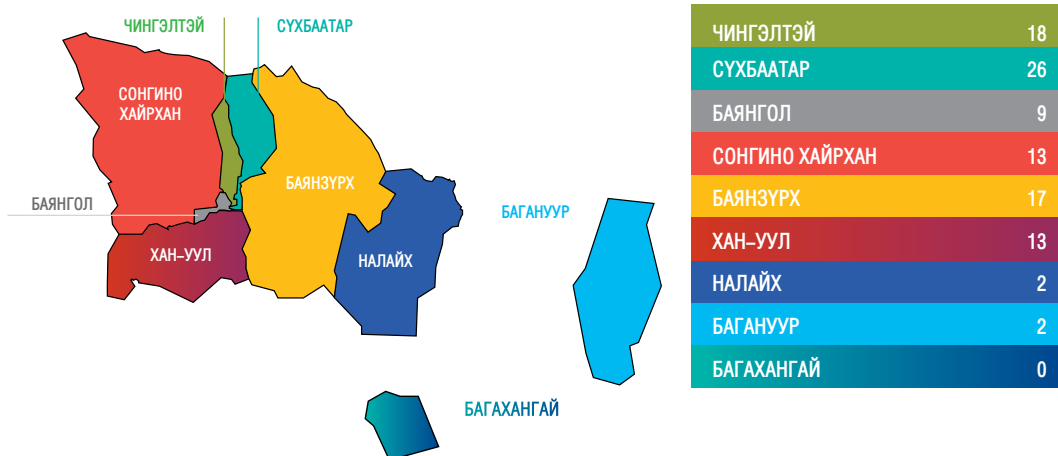 ЧИНГЭЛТЭЙ
СҮХБААТАР
СОНГИНО
ХАЙРХАН
БАЯНЗҮРХ
БАЯНГОЛ
ХАН–УУЛ
НАЛАЙХ
БАГАНУУР
БАГАХАНГАЙ
ЧИНГЭЛТЭЙ 18
СҮХБААТАР 26
БАЯНГОЛ 9
СОНГИНО ХАЙРХАН 13
БАЯНЗҮРХ 17
ХАН–УУЛ 13
НАЛАЙХ 2
БАГАНУУР 2
БАГАХАНГАЙ 0